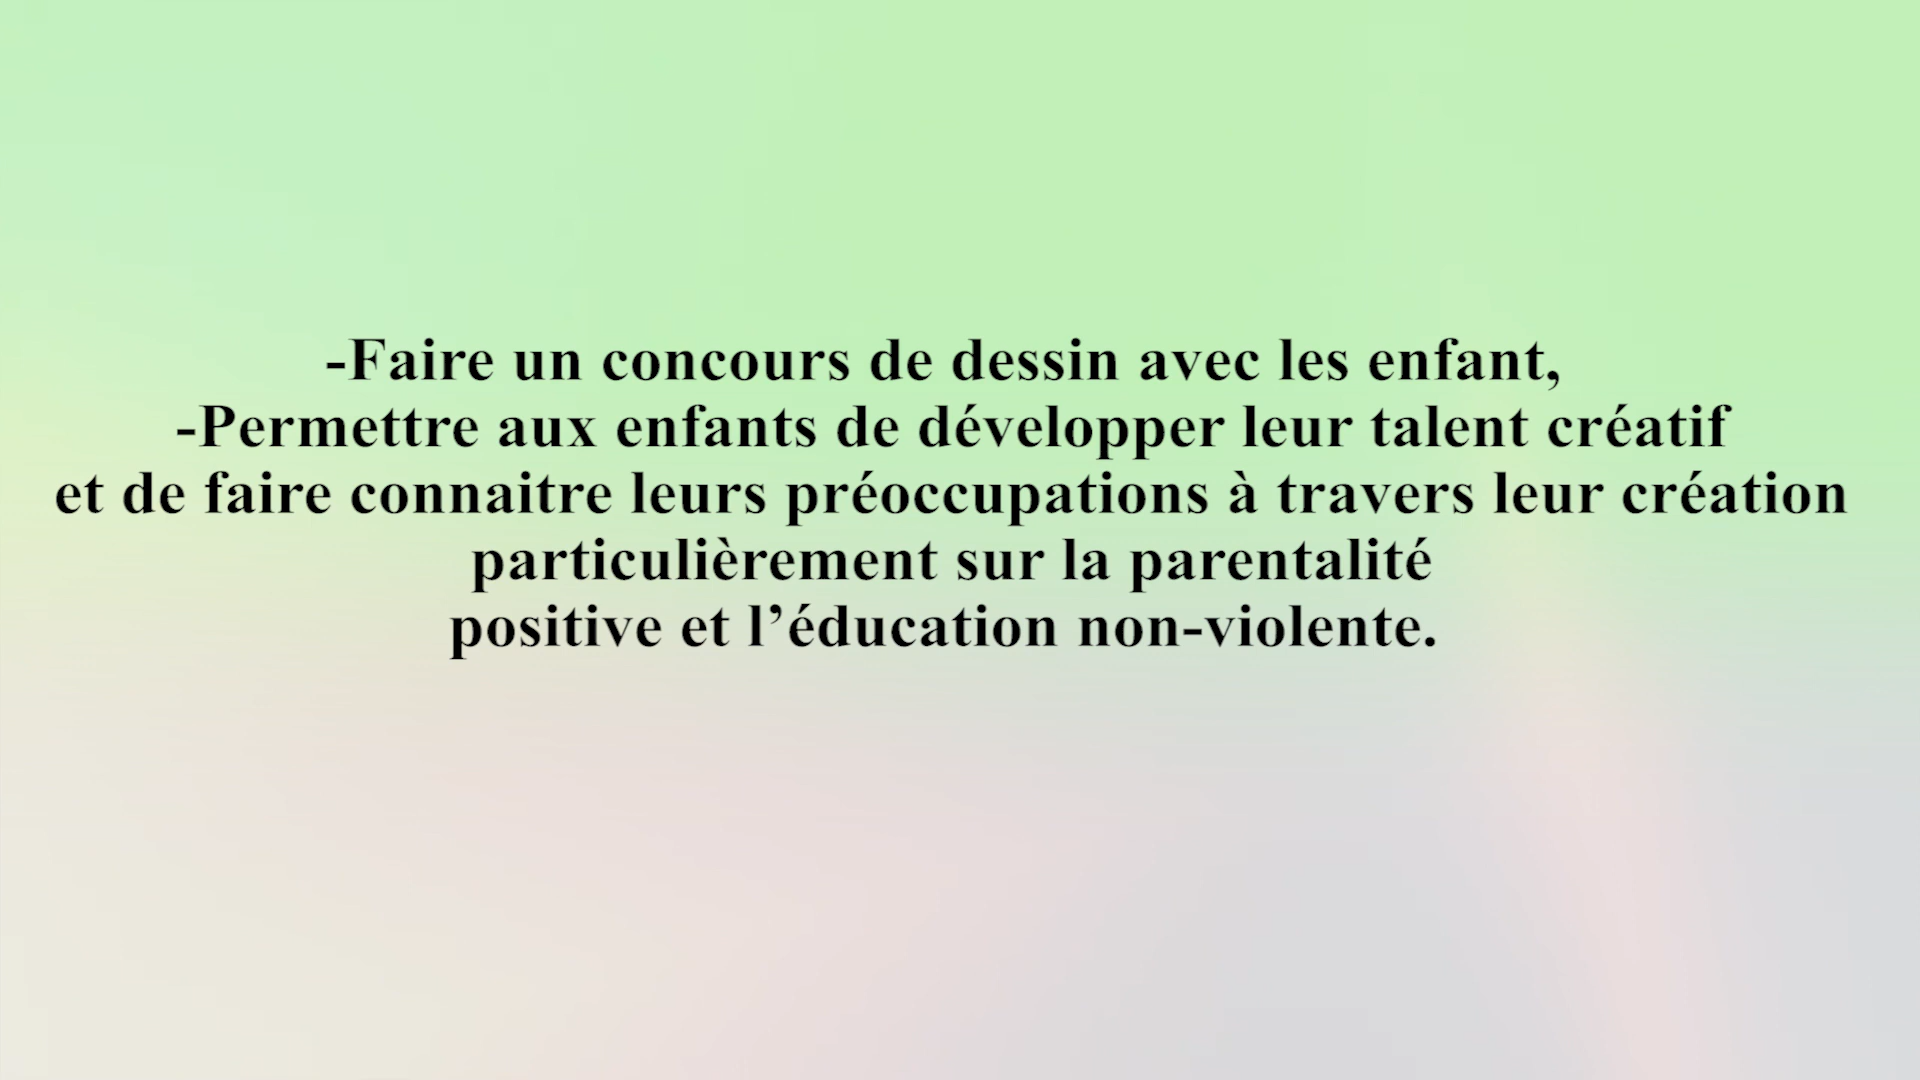 -Faire un concours de dessin avec les enfant,
-Permettre aux enfants de développer leur talent créatif
et de faire connaitre leurs préoccupations à travers leur création
particulièrement sur la parentalité
positive et l’éducation non-violente.